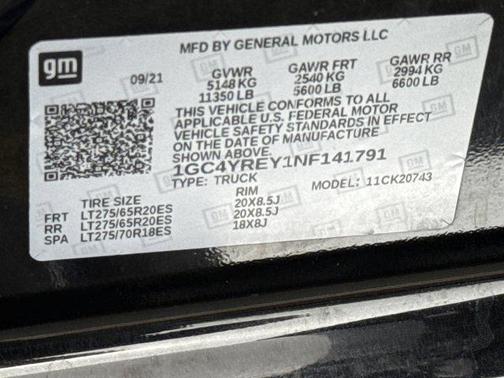 MFD BY GENERAL MOTORS LLC
gm
09/21
GVWR GAWR FRT GAWR RR
5148 KG 2540 KG 2994 KG
11350 LB 5600 LB 6600 LB
THIS VEHICLE CONFORMS TO ALL
APPLICABLE U.S. FEDERAL MOTOR
VEHICLE SAFETY STANDARDS IN EFFECT
ON THE DATE OF MANUFACTURE
SHOWN ABOVE
1GC4YREY1NF141791
TYPE: TRUCK MODEL: 11CK20743
TIRE SIZE RIM
FRT LT275/65R20ES 20X8.5J
RR LT275/65R20ES 20X8.5J
SPA LT275/70R18ES 18X8J